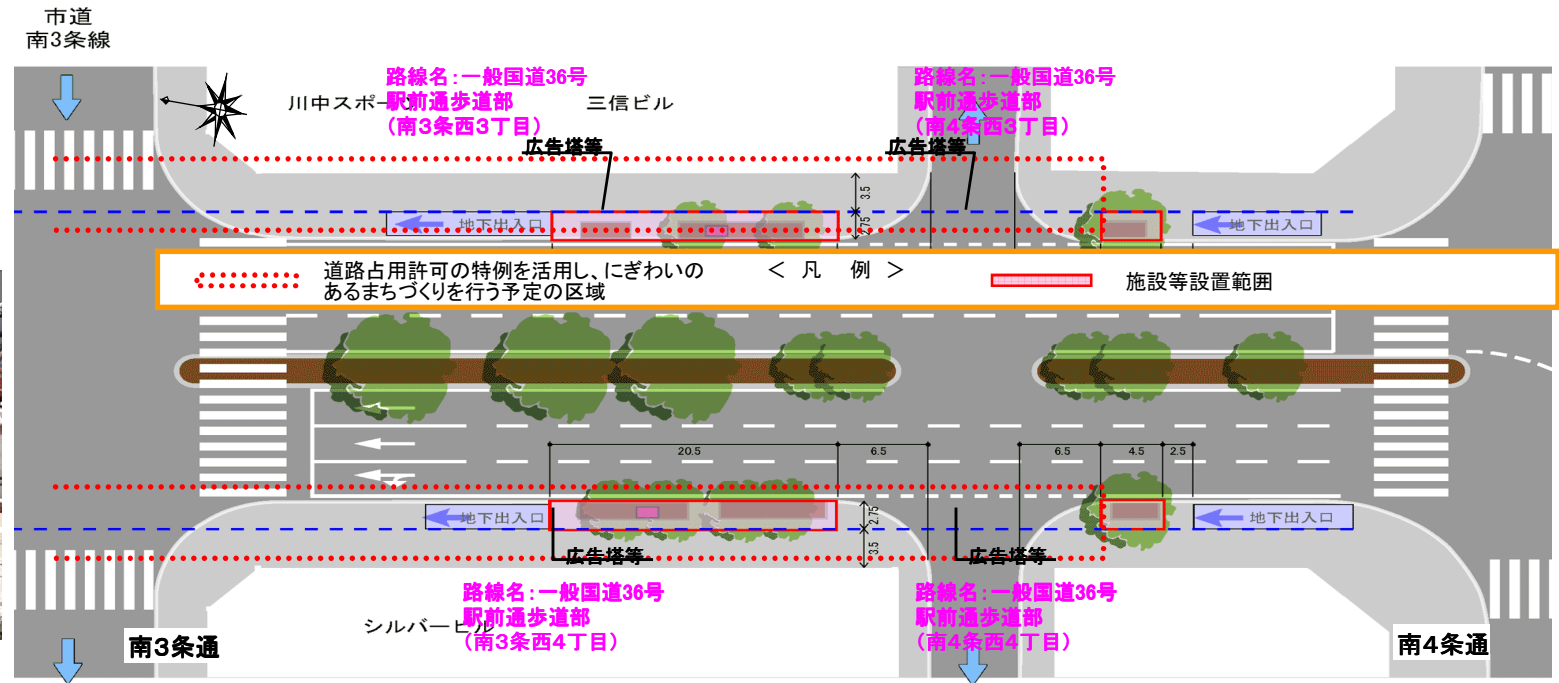 市道
南3条線
路線名：一般国道36号
駅前通歩道部
(南３条西３丁目)
川中スポー
三信ビル
路線名：一般国道36号
駅前通歩道部
(南４条西３丁目)
広告塔等
広告塔等
3.5
2.75
地下出入口
地下出入口
道路占用許可の特例を活用し、にぎわいの
あるまちづくりを行う予定の区域
＜ 凡 例 ＞
施設等設置範囲
20.5
6.5
6.5
4.5
2.5
地下出入口
2.75
3.5
地下出入口
広告塔等
広告塔等
路線名：一般国道36号
駅前通歩道部
(南３条西４丁目)
シルバービル
路線名：一般国道36号
駅前通歩道部
(南４条西４丁目)
南３条通
南４条通